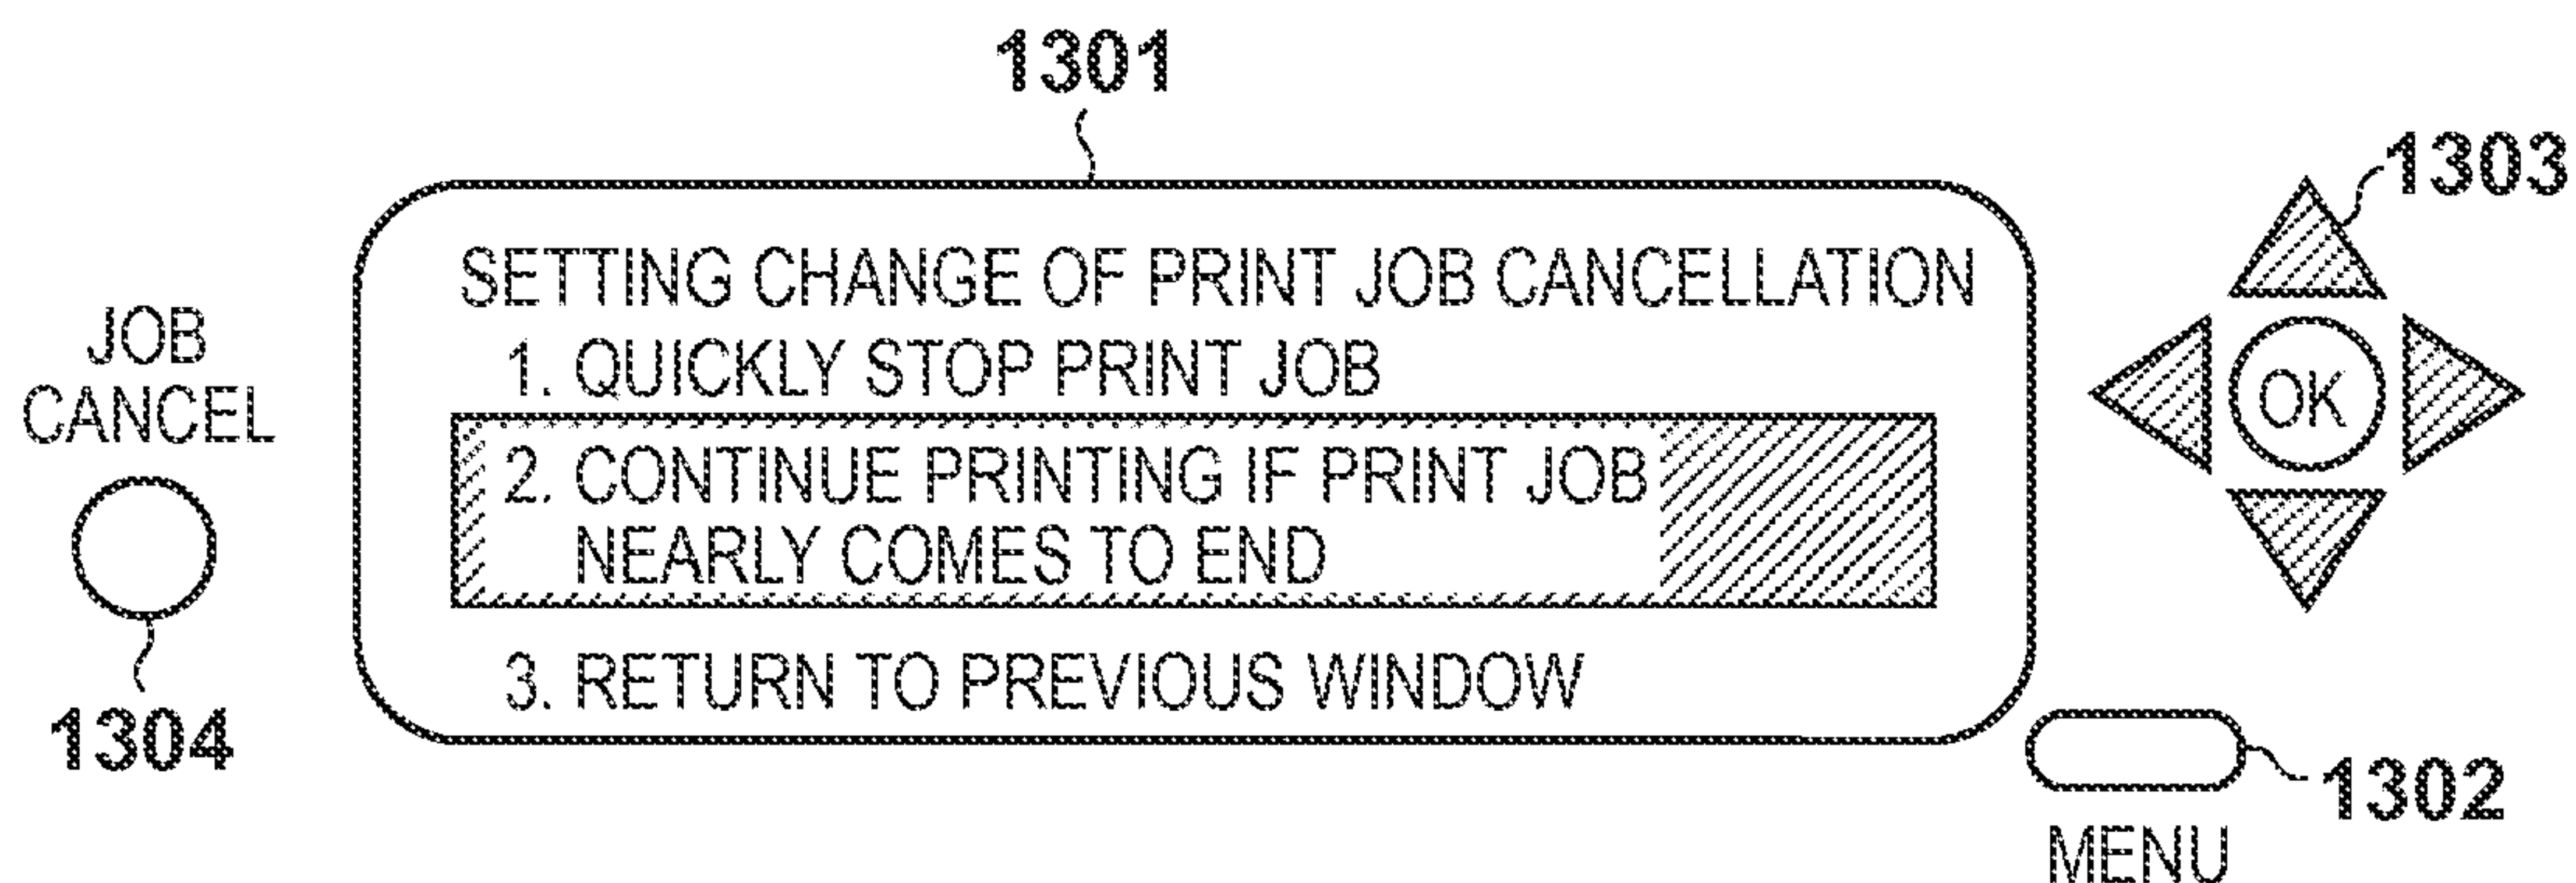 1301
1303
SETTING CHANGE OF PRINT JOB CANCELLATION
JOB
CANCEL
1. QUICKLY STOP PRINT JOB
2. CONTINUE PRINTING IF PRINT JOB
NEARLY COMES TO END
3. RETURN TO PREVIOUS WINDOW
OK
1304
1302
MENU